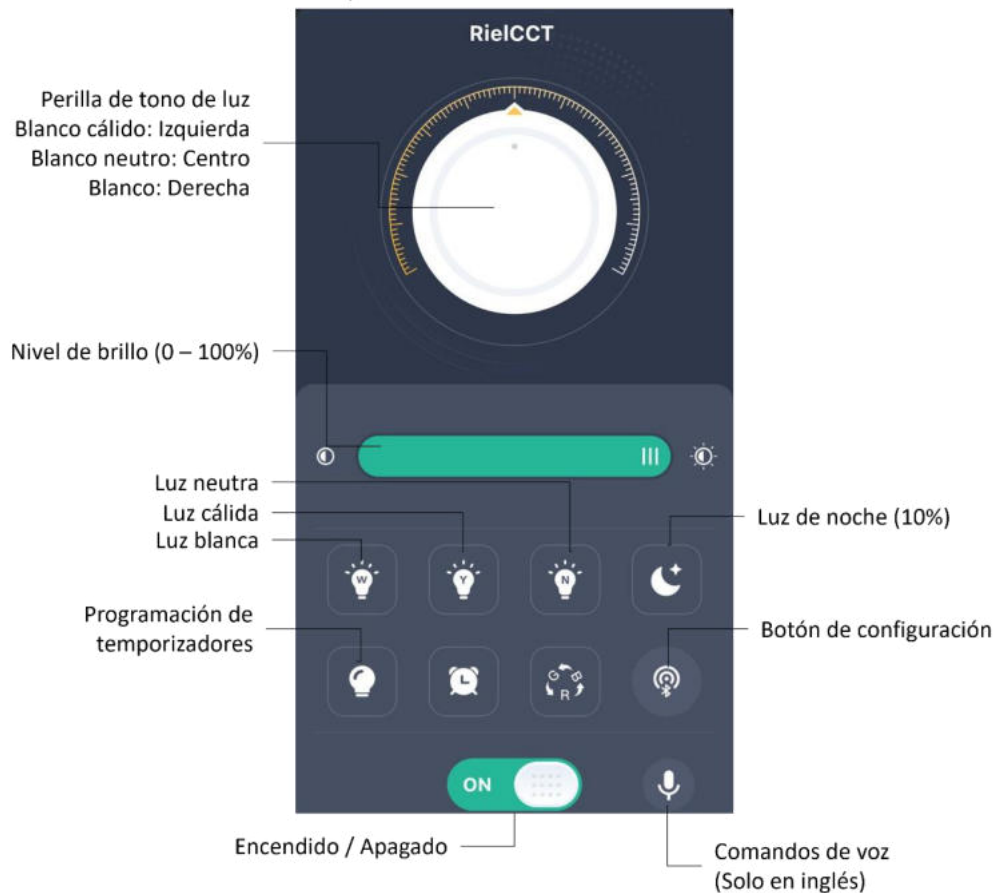 RielCCT
Perilla de tono de luz
Blanco cálido: Izquierda
Blanco neutro: Centro
Blanco: Derecha
Nivel de brillo (0 – 100%)
Luz neutra
Luz cálida
Luz blanca
Luz de noche (10%)
W
Y
N
Programación de
temporizadores
Botón de configuración
G B
R
ON
Encendido / Apagado
Comandos de voz
(Solo en inglés)